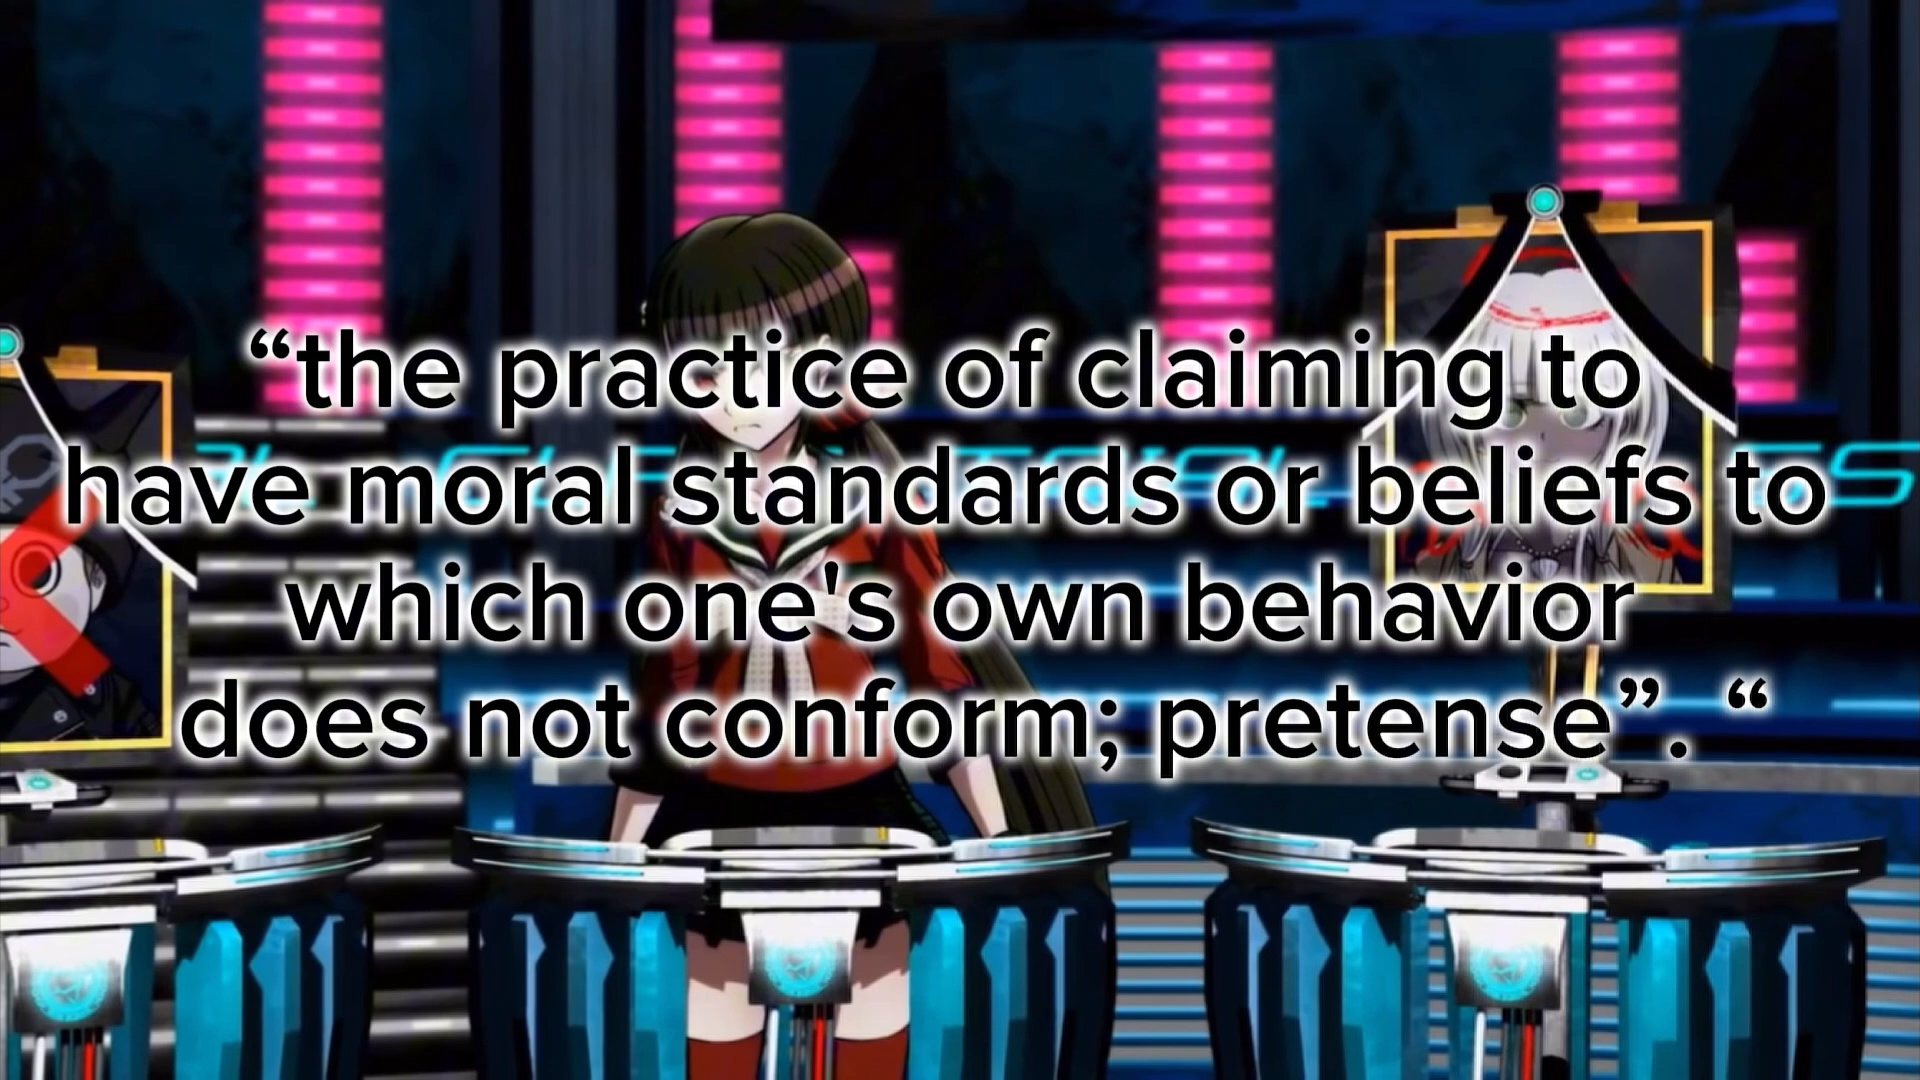 “the practice of claiming to
have moral standards or beliefs to
which one's own behavior
does not conform; pretense”. “